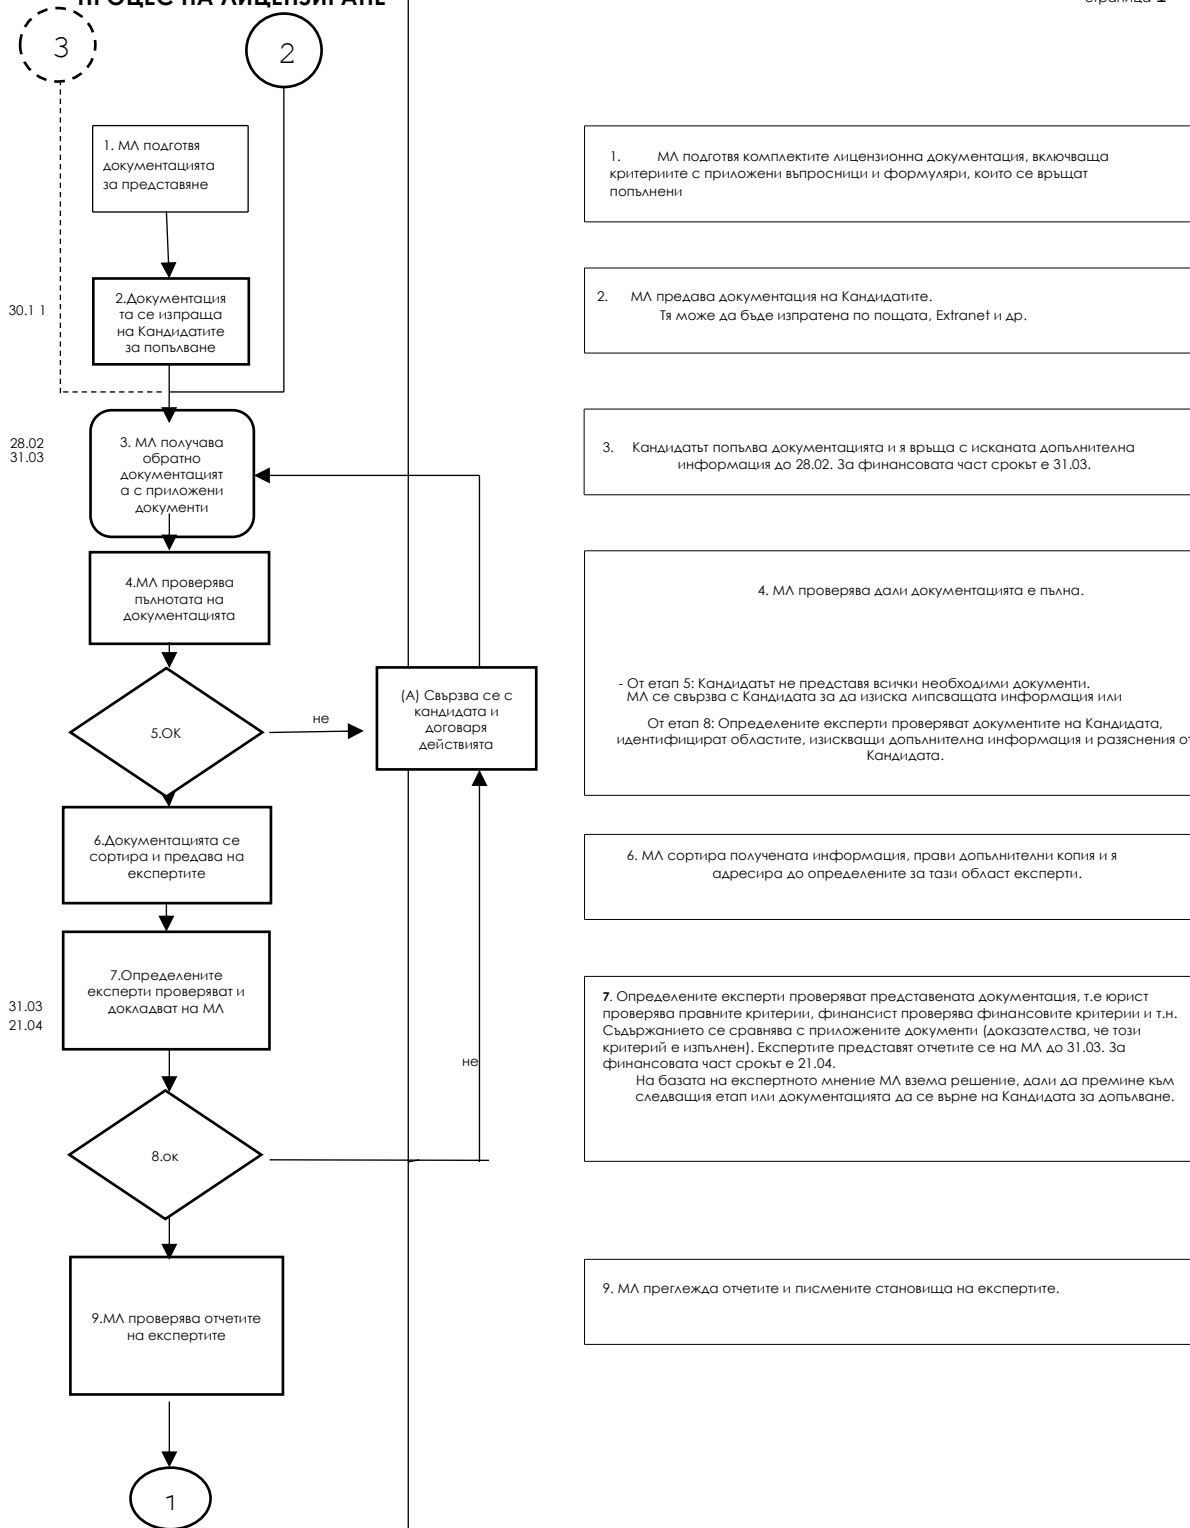 ПРОЦЕС НА ЛИЦЕНЗИРАНЕ
Страница 1
3
2
1. МЛ подготвя
документацията
за представяне
1. МЛ подготвя комплектите лицензионна документация, включваща
критериите с приложени въпросници и формуляри, които се връщат
попълнени
30.1 1
2.Документация
та се изпраща
на Кандидатите
за попълване
2. МЛ предава документация на Кандидатите.
Тя може да бъде изпратена по пощата, Extranet и др.
28.02
31.03
3. МЛ получава
обратно
документацият
а с приложени
документи
3. Кандидатът попълва документацията и я връща с исканата допълнителна
информация до 28.02. За финансовата част срокът е 31.03.
4.МЛ проверява
пълнотата на
документацията
4. МЛ проверява дали документацията е пълна.
- От етап 5: Кандидатът не представя всички необходими документи.
МЛ се свързва с Кандидата за да изиска липсващата информация или
От етап 8: Определените експерти проверяват документите на Кандидата,
идентифицират областите, изискващи допълнителна информация и разяснения от
Кандидата.
5.ОК
не
(А) Свързва се с
кандидата и
договаря
действията
6.Документацията се
сортира и предава на
експертите
6. МЛ сортира получената информация, прави допълнителни копия и я
адресира до определените за тази област експерти.
31.03
21.04
7.Определените
експерти проверяват и
докладват на МЛ
не
7. Определените експерти проверяват представената документация, т.е юрист
проверява правните критерии, финансист проверява финансовите критерии и т.н.
Съдържанието се сравнява с приложените документи (доказателства, че този
критерий е изпълнен). Експертите представят отчетите се на МЛ до 31.03. За
финансовата част срокът е 21.04.
На базата на експертното мнение МЛ взема решение, дали да премине към
следващия етап или документацията да се върне на Кандидата за допълване.
8.ок
9.МЛ проверява отчетите
на експертите
9. МЛ преглежда отчетите и писмените становища на експертите.
1